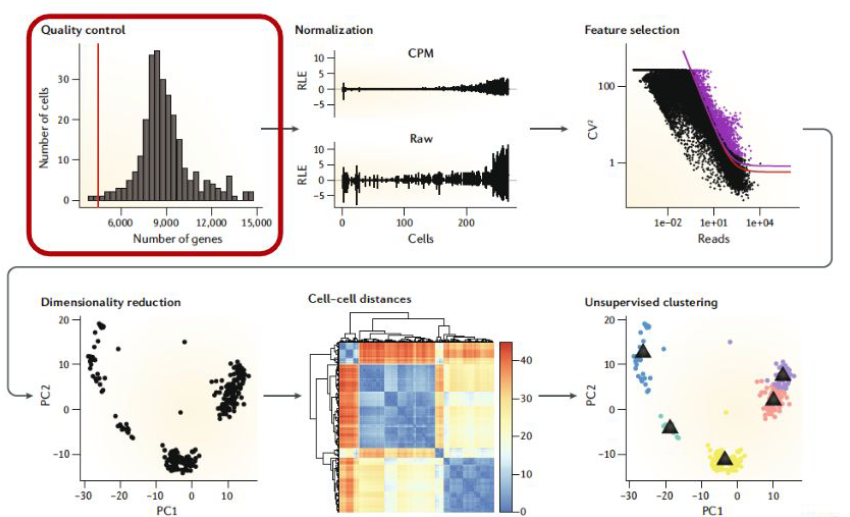 Quality control
Number of cells
30
20
10
0
6,000 9,000 12,000 15,000
Number of genes
Normalization
CPM
RLE
10
5
0
−5
Raw
RLE
10
5
0
−5
0 100 200
Cells
Feature selection
CV²
100
1
1e−02 1e+01 1e+04
Reads
Dimensionality reduction
PC2
20
10
0
−10
−30 −20 −10 0 10
PC1
Cell–cell distances
40
30
20
10
0
Unsupervised clustering
PC2
20
10
0
−10
−30 −20 −10 0 10
PC1